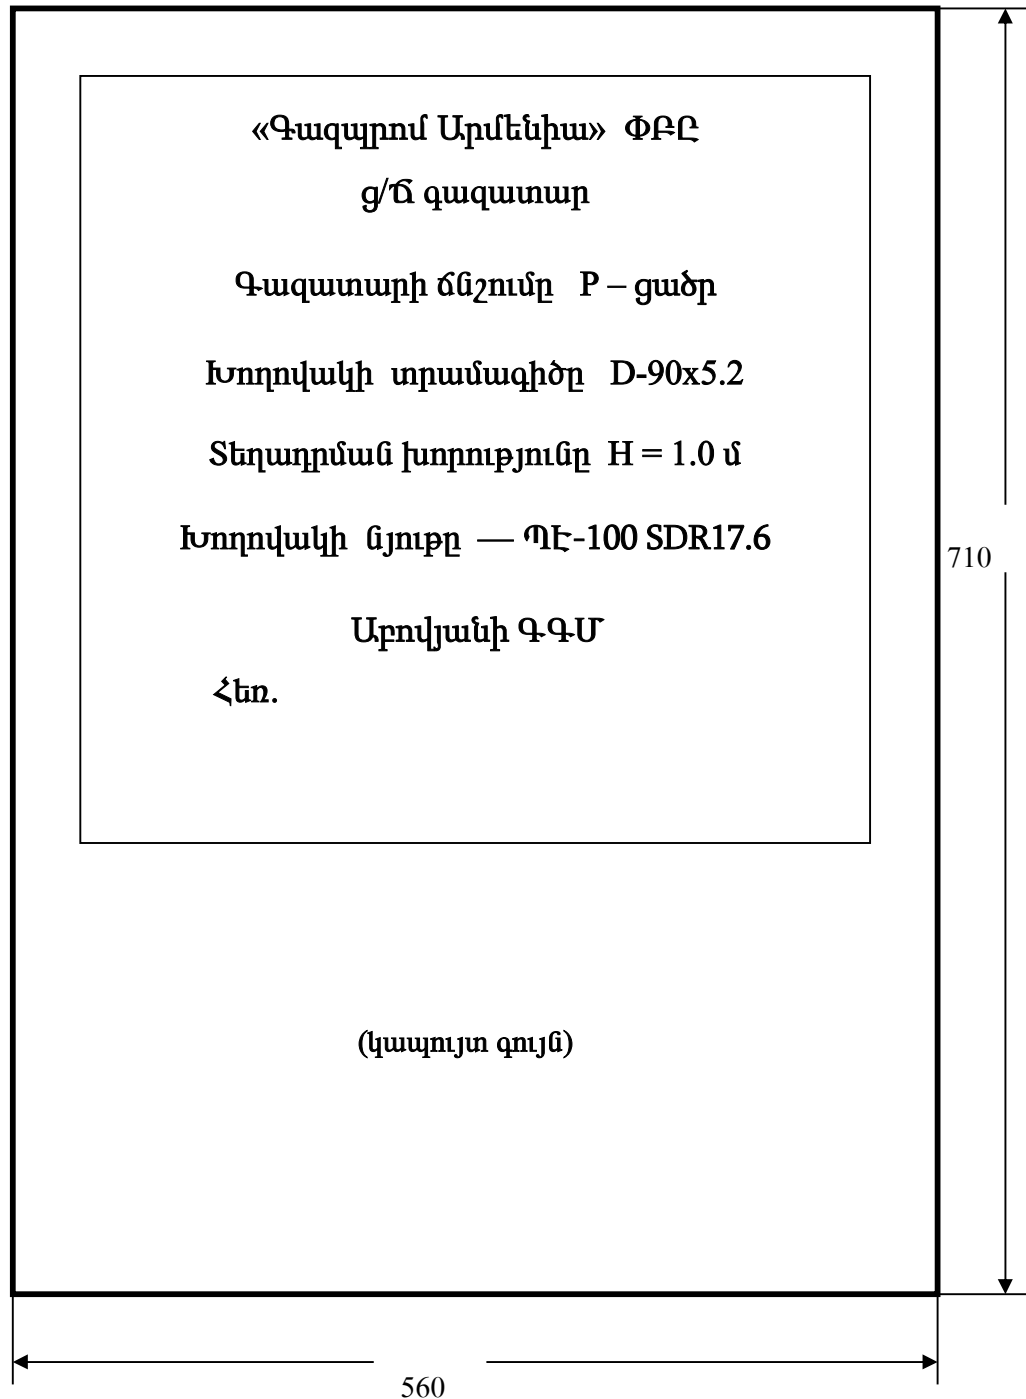 «Գազպրոմ Արմենիա» ФԲԸ
ց/Ճ գազատար
Գազատարի ճնշումը P – ցածր
Խողովակի տրամագիծը D-90x5.2
Տեղադրման խորությունը H = 1.0 մ
Խողովակի նյութը — ՊԷ-100 SDR17.6
710
Աբովյանի ԳԳՄ
Հեռ.
(կապույտ գույն)
560